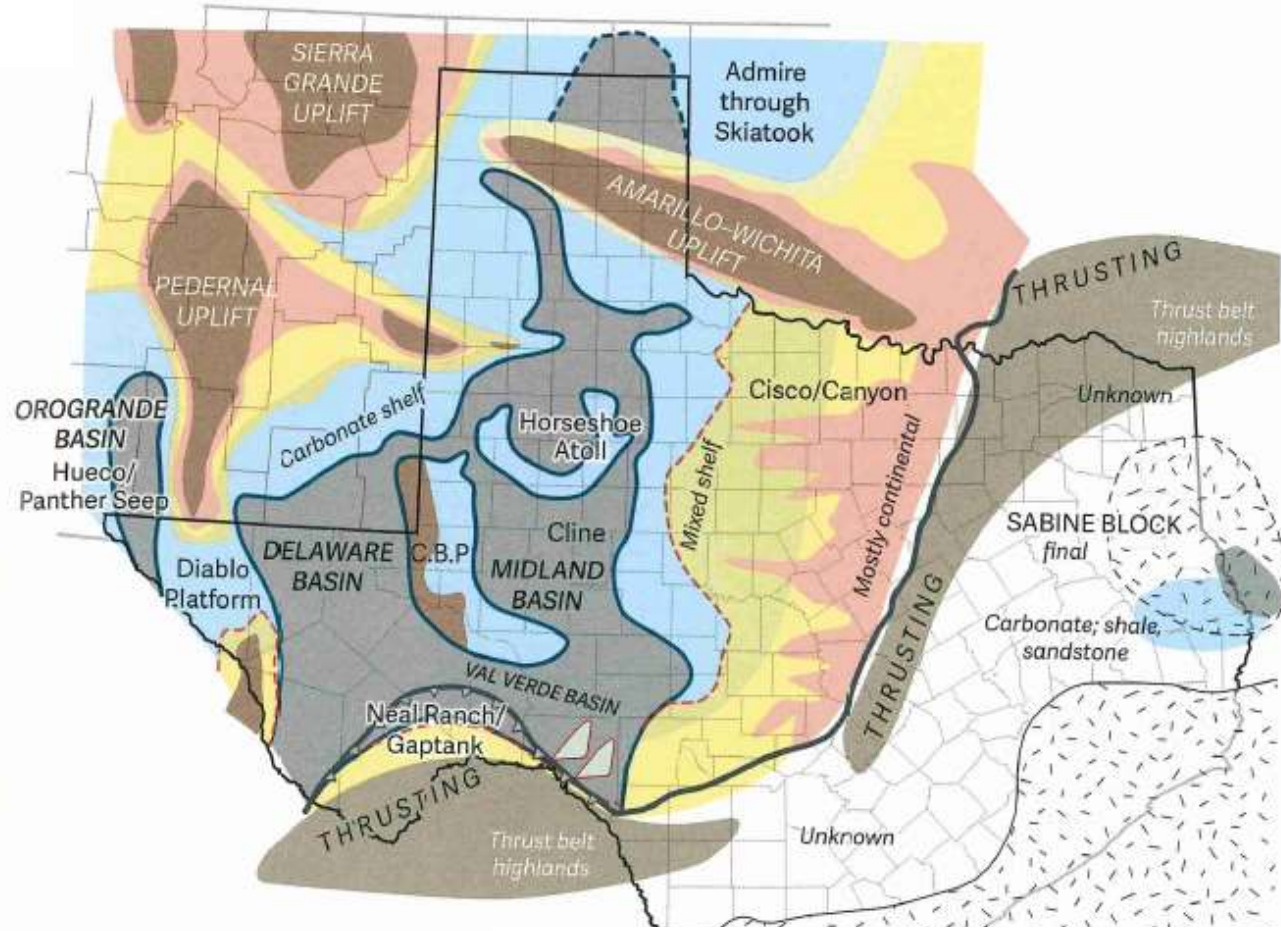 SIERRA
GRANDE
UPLIFT
Admire
through
Skiatook
AMARILLO-WICHITA
UPLIFT
PEDERNAL
UPLIFT
THRUSTING
Thrust belt
highlands
Unknown
Cisco/Canyon
OROGRANDE
BASIN
Hueco/
Panther Seep
Carbonate shelf
Horseshoe
Atoll
Mixed shelf
Mostly continental
SABINE BLOCK
final
Carbonate; shale,
sandstone
Diablo
Platform
DELAWARE
BASIN
C.B.P
Cline
MIDLAND
BASIN
VAL VERDE BASIN
THRUSTING
Neal Ranch/
Gaptank
THRUSTING
Thrust belt
highlands
Unknown